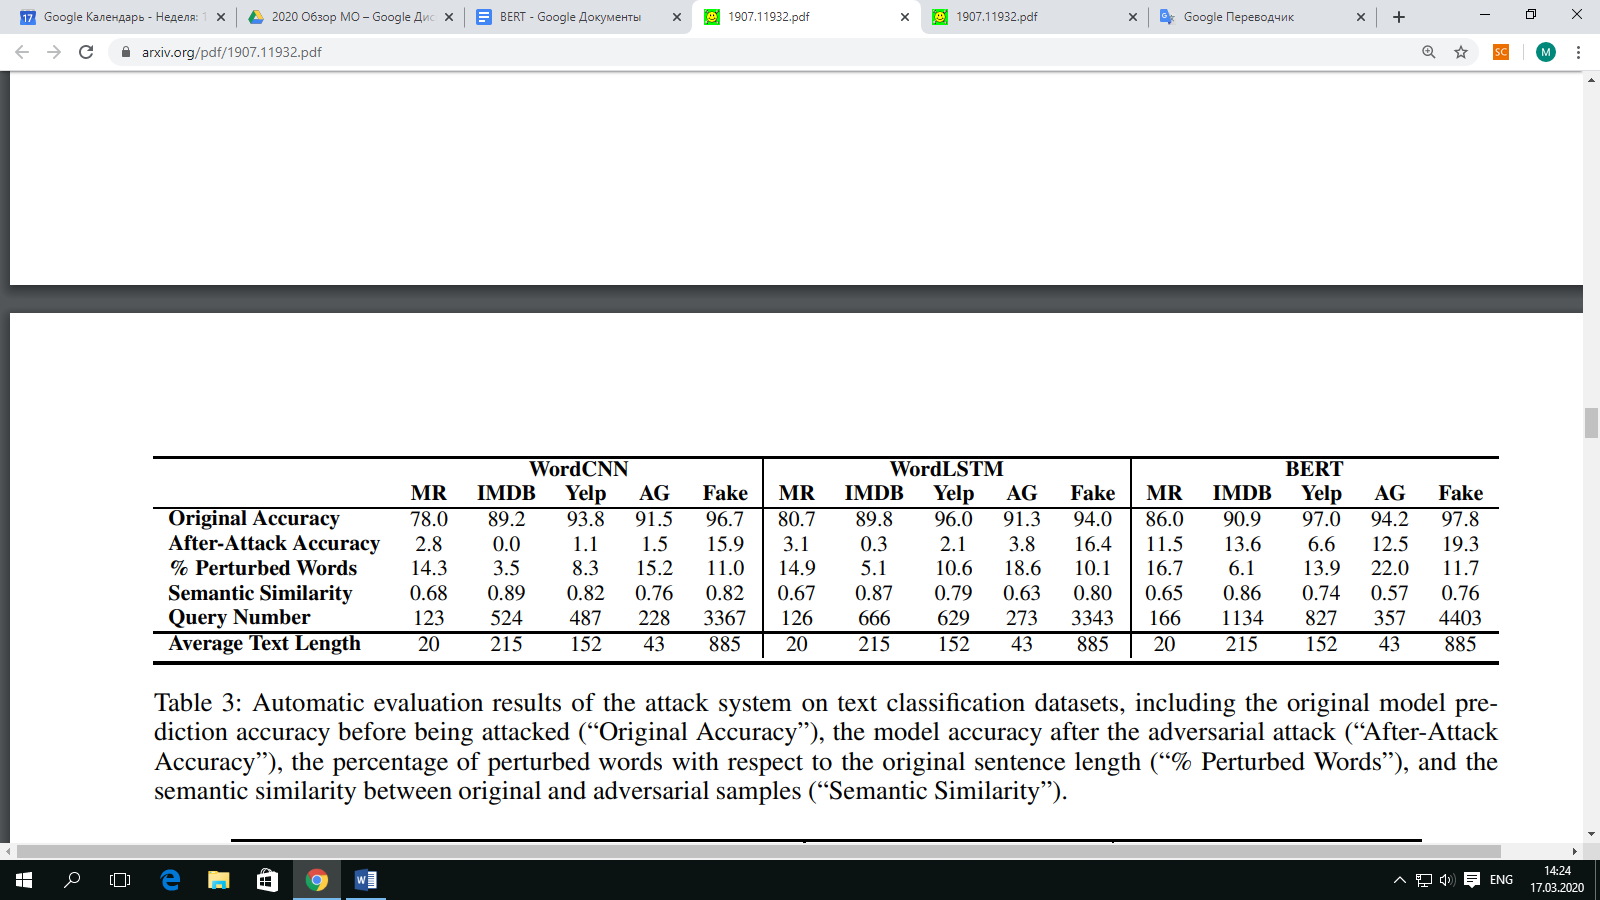 Google Календарь - Неделя:
2020 Обзор МО – Google Дис
BERT - Google Документы
1907.11932.pdf
1907.11932.pdf
Google Переводчик
arxiv.org/pdf/1907.11932.pdf
SC
M
WordCNN WordLSTM BERT
MR IMDB Yelp AG Fake MR IMDB Yelp AG Fake MR IMDB Yelp AG Fake
Original Accuracy 78.0 89.2 93.8 91.5 96.7 80.7 89.8 96.0 91.3 94.0 86.0 90.9 97.0 94.2 97.8
After-Attack Accuracy 2.8 0.0 1.1 1.5 15.9 3.1 0.3 2.1 3.8 16.4 11.5 13.6 6.6 12.5 19.3
% Perturbed Words 14.3 3.5 8.3 15.2 11.0 14.9 5.1 10.6 18.6 10.1 16.7 6.1 13.9 22.0 11.7
Semantic Similarity 0.68 0.89 0.82 0.76 0.82 0.67 0.87 0.79 0.63 0.80 0.65 0.86 0.74 0.57 0.76
Query Number 123 524 487 228 3367 126 666 629 273 3343 166 1134 827 357 4403
Average Text Length 20 215 152 43 885 20 215 152 43 885 20 215 152 43 885
Table 3: Automatic evaluation results of the attack system on text classification datasets, including the original model pre-
diction accuracy before being attacked (“Original Accuracy”), the model accuracy after the adversarial attack (“After-Attack
Accuracy”), the percentage of perturbed words with respect to the original sentence length (“% Perturbed Words”), and the
semantic similarity between original and adversarial samples (“Semantic Similarity”).
ENG
14:24
17.03.2020